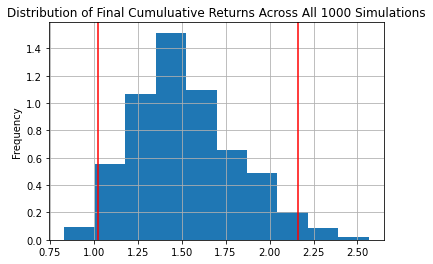 Distribution of Final Cumuluative Returns Across All 1000 Simulations
Frequency
1.4
1.2
1.0
0.8
0.6
0.4
0.2
0.0
0.75 1.00 1.25 1.50 1.75 2.00 2.25 2.50